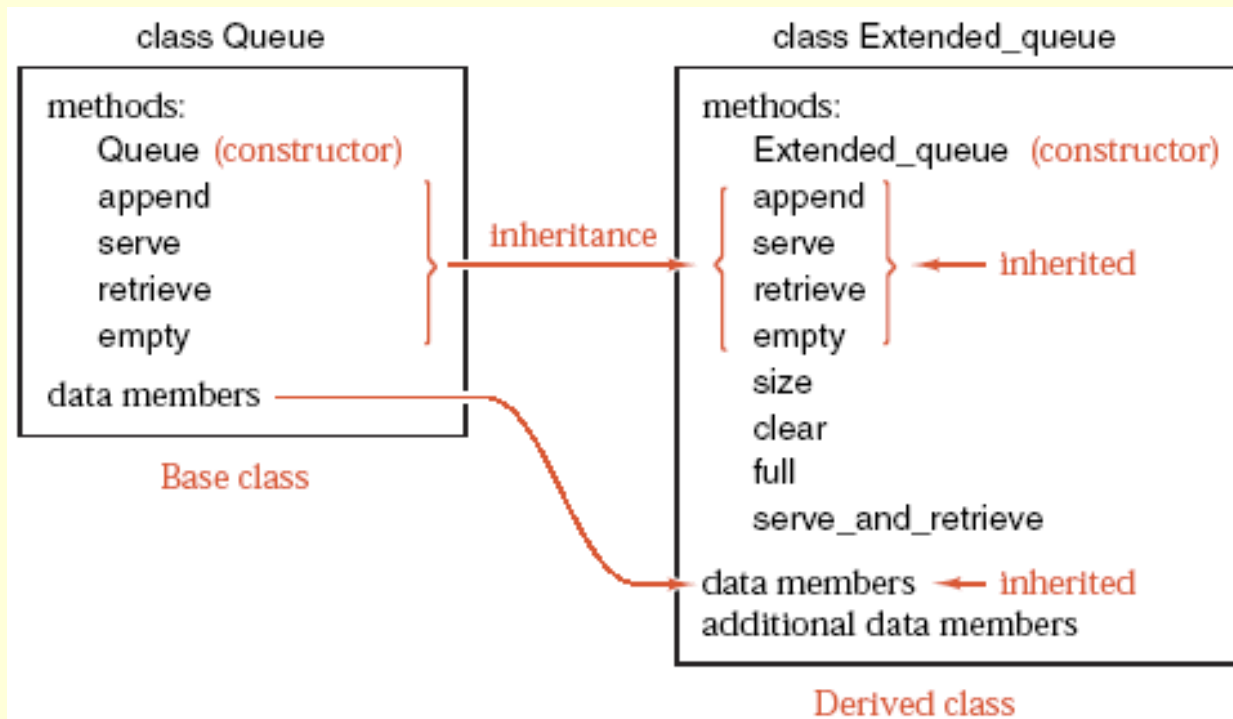 class Queue
methods:
Queue (constructor)
append
serve
retrieve
empty
data members
Base class
inheritance
class Extended_queue
methods:
Extended_queue (constructor)
append
serve
retrieve
empty
inherited
size
clear
full
serve_and_retrieve
data members
inherited
additional data members
Derived class